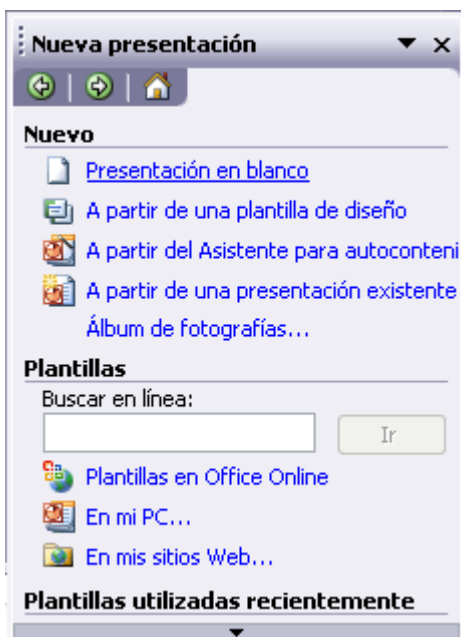 Nueva presentación
Nuevo
Presentación en blanco
A partir de una plantilla de diseño
A partir del Asistente para autoconteni
A partir de una presentación existente
Álbum de fotografías...
Plantillas
Buscar en línea:
Ir
Plantillas en Office Online
En mi PC...
En mis sitios Web...
Plantillas utilizadas recientemente